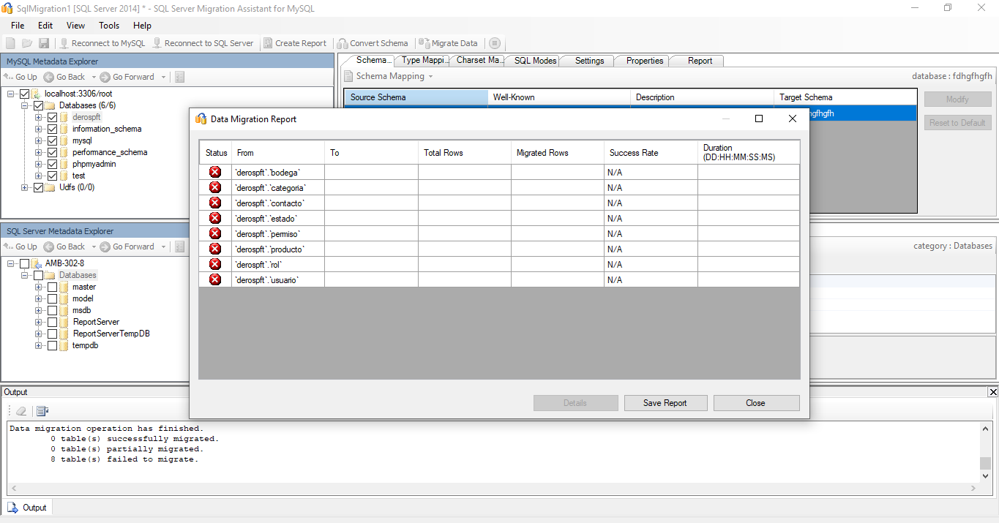 SqlMigration1 [SQL Server 2014] * - SQL Server Migration Assistant for MySQL
File Edit View Tools Help
Reconnect to MySQL Reconnect to SQL Server Create Report Convert Schema Migrate Data
MySQL Metadata Explorer
Go Up Go Back Go Forward
localhost:3306/root
Databases (6/6)
derospft
information_schema
mysql
performance_schema
phpmyadmin
test
Udfs (0/0)
Schema... Type Mappi... Charset Ma... SQL Modes Settings Properties Report
Schema Mapping database : fdhgfhgfh
Source Schema Well-Known Description Target Schema
hgfhgfh
Modify
Reset to Default
SQL Server Metadata Explorer
Go Up Go Back Go Forward
AMB-302-8
Databases
master
model
msdb
ReportServer
ReportServerTempDB
tempdb
category : Databases
Data Migration Report
Status From To Total Rows Migrated Rows Success Rate Duration
(DD:HH:MM:SS:MS)
`derospft`.`bodega` N/A
`derospft`.`categoria` N/A
`derospft`.`contacto` N/A
`derospft`.`estado` N/A
`derospft`.`permiso` N/A
`derospft`.`producto` N/A
`derospft`.`rol` N/A
`derospft`.`usuario` N/A
Details Save Report Close
Output
Data migration operation has finished.
0 table(s) successfully migrated.
0 table(s) partially migrated.
8 table(s) failed to migrate.
Output